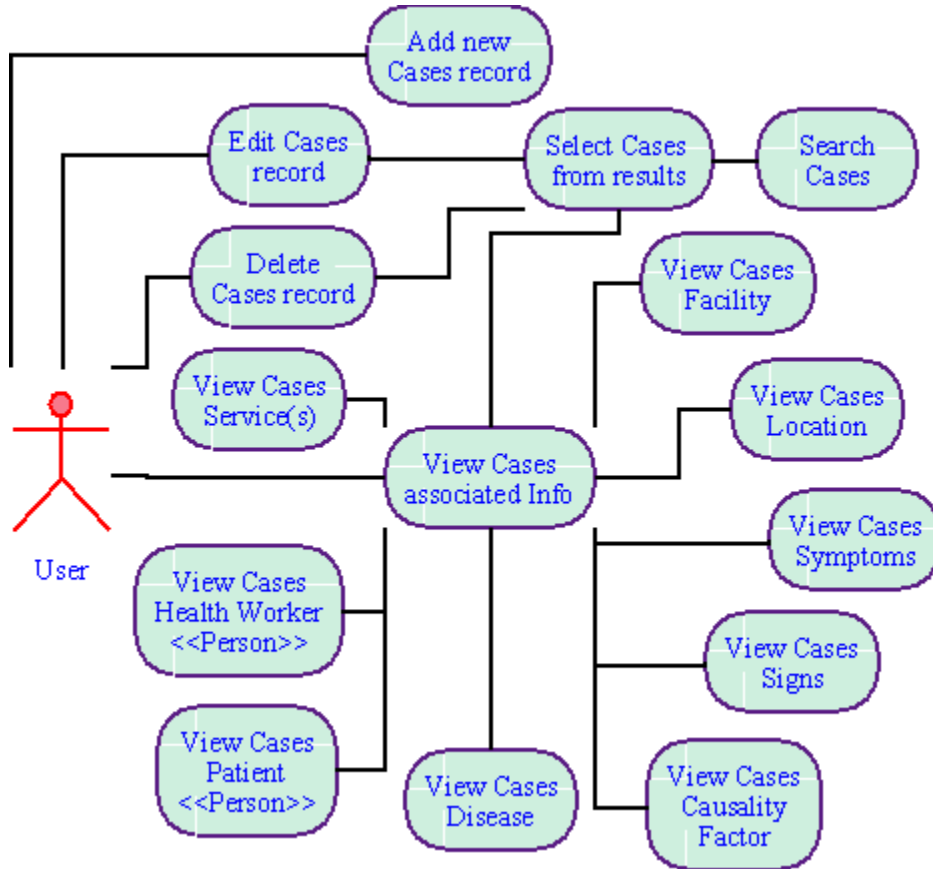 Add new
Cases record
Edit Cases
record
Select Cases
from results
Search
Cases
Delete
Cases record
View Cases
Facility
View Cases
Service(s)
View Cases
Location
View Cases
associated Info
View Cases
Symptoms
User
View Cases
Health Worker
<<Person>>
View Cases
Signs
View Cases
Patient
<<Person>>
View Cases
Disease
View Cases
Causality
Factor